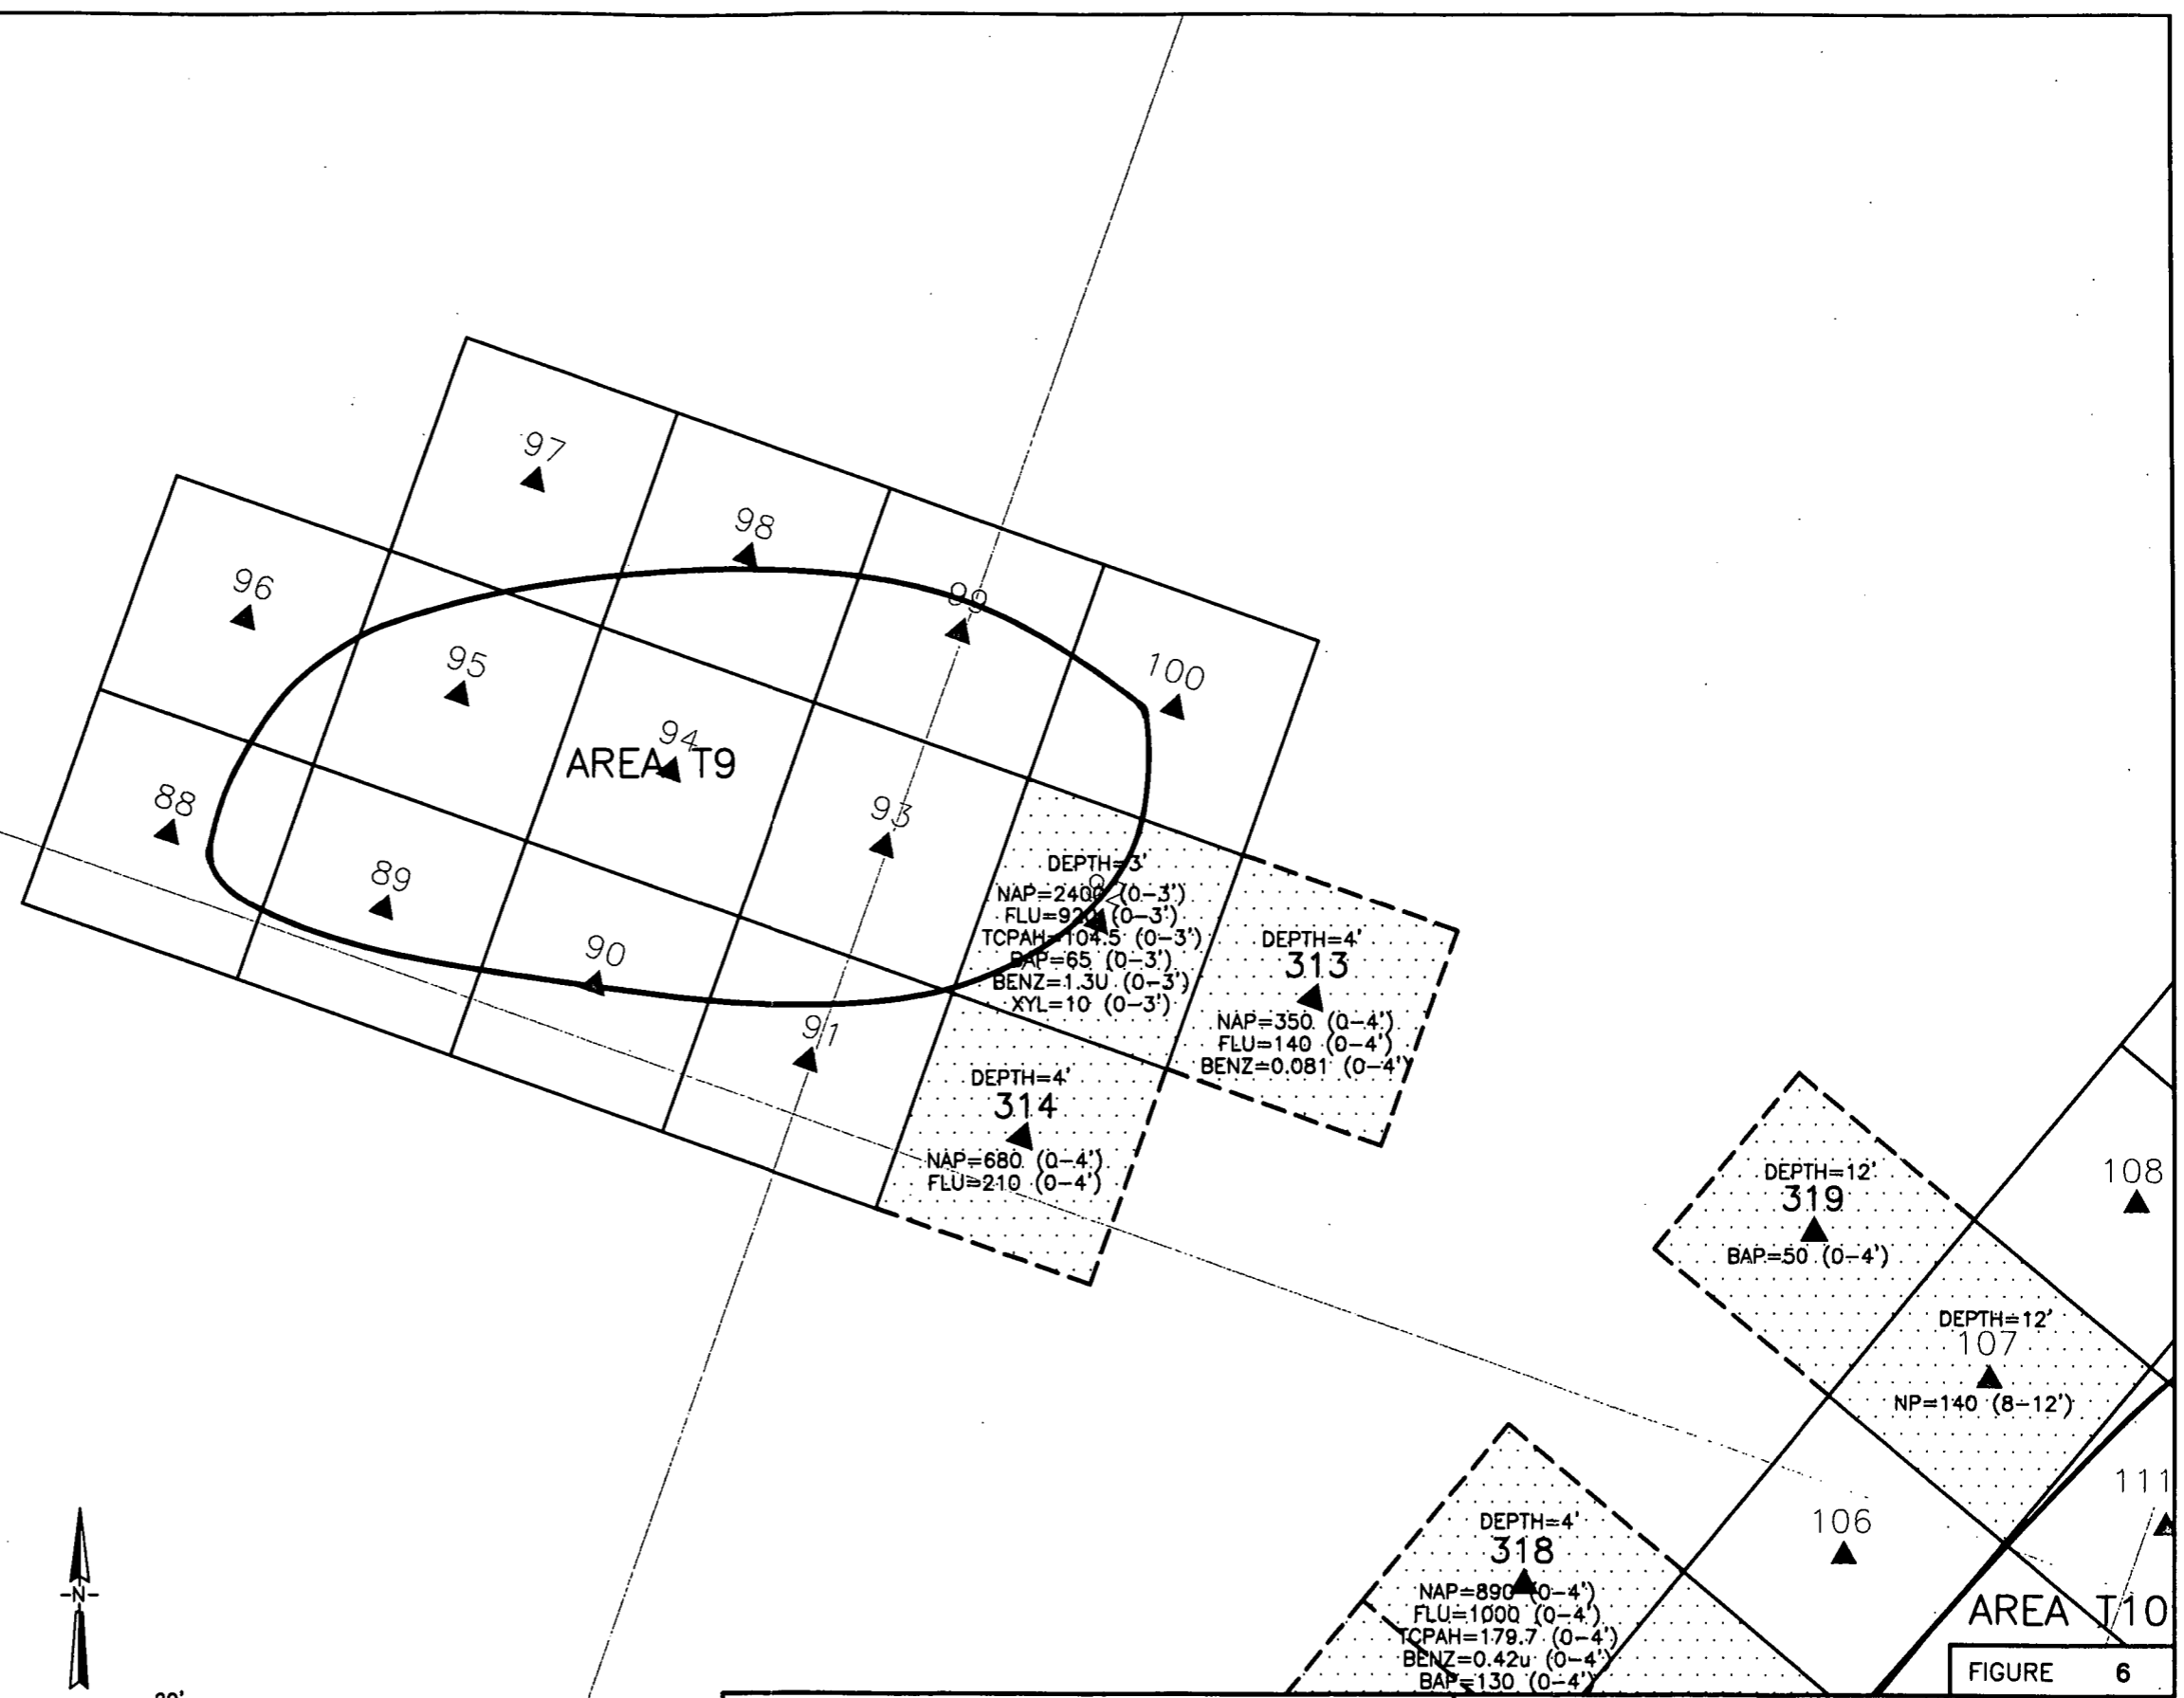 97
98
96
99
95
100
94
AREA T9
88
93
89
DEPTH=3'
NAP=2400 (0-3')
FLU=920 (0-3')
TCPAH=104.5 (0-3')
BAP=65 (0-3')
BENZ=1.3U (0-3')
XYL=10 (0-3')
90
91
DEPTH=4'
313
NAP=350 (0-4')
FLU=140 (0-4')
BENZ=0.081 (0-4')
DEPTH=4'
314
NAP=680 (0-4')
FLU=210 (0-4')
DEPTH=12'
319
BAP=50 (0-4')
108
DEPTH=12'
107
NP=140 (8-12')
111
106
DEPTH=4'
318
NAP=890 (0-4')
FLU=1000 (0-4')
TCPAH=179.7 (0-4')
BENZ=0.42u (0-4')
BAP=130 (0-4')
AREA T10
-N-
FIGURE 6